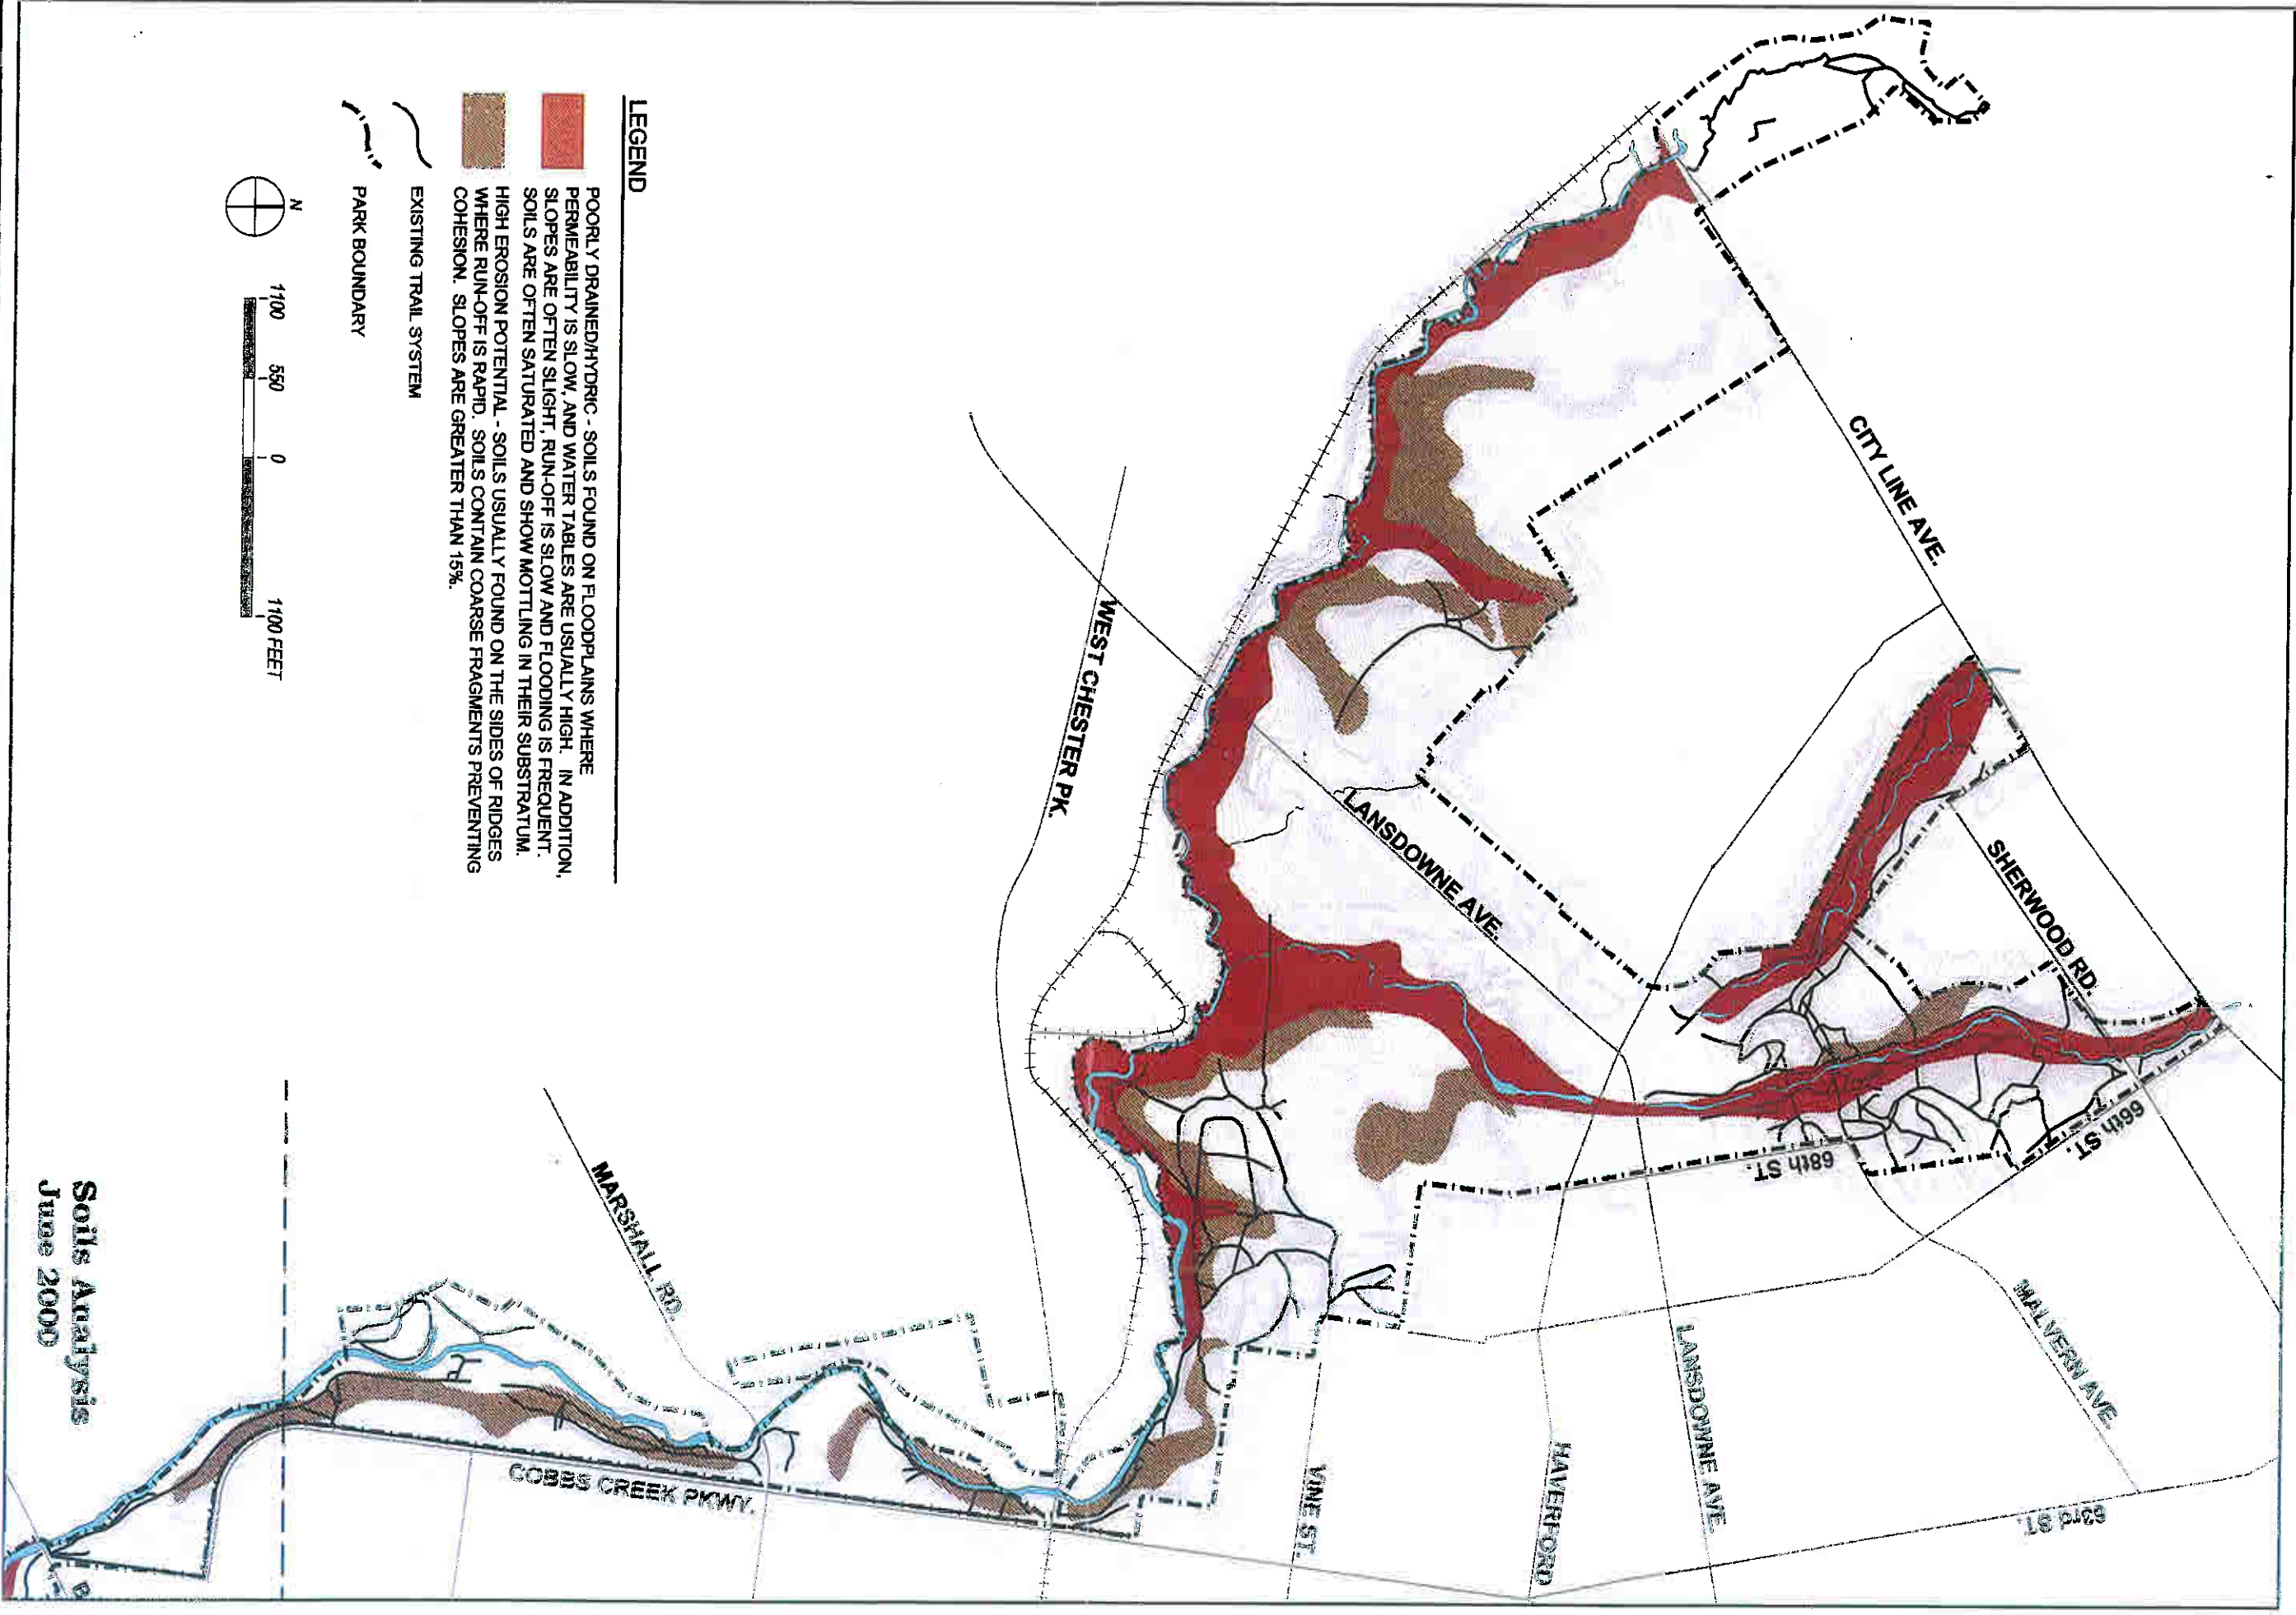 LEGEND
POORLY DRAINED/HYDRIC - SOILS FOUND ON FLOODPLAINS WHERE
PERMEABILITY IS SLOW, AND WATER TABLES ARE USUALLY HIGH. IN ADDITION,
SLOPES ARE OFTEN SLIGHT, RUN-OFF IS SLOW AND FLOODING IS FREQUENT.
SOILS ARE OFTEN SATURATED AND SHOW MOTTLING IN THEIR SUBSTRATUM.
HIGH EROSION POTENTIAL - SOILS USUALLY FOUND ON THE SIDES OF RIDGES
WHERE RUN-OFF IS RAPID. SOILS CONTAIN COARSE FRAGMENTS PREVENTING
COHESION. SLOPES ARE GREATER THAN 15%.
EXISTING TRAIL SYSTEM
PARK BOUNDARY
N
1100 550 0 1100 FEET
CITY LINE AVE.
SHERWOOD RD.
66th ST.
68th ST.
LANSDOWNE AVE.
WEST CHESTER PK.
MALVERN AVE.
LANSDOWNE AVE.
63rd ST.
HAVERFORD
VINE ST.
MARSHALL RD.
COBBS CREEK PKWY.
Soils Analysis
June 2000